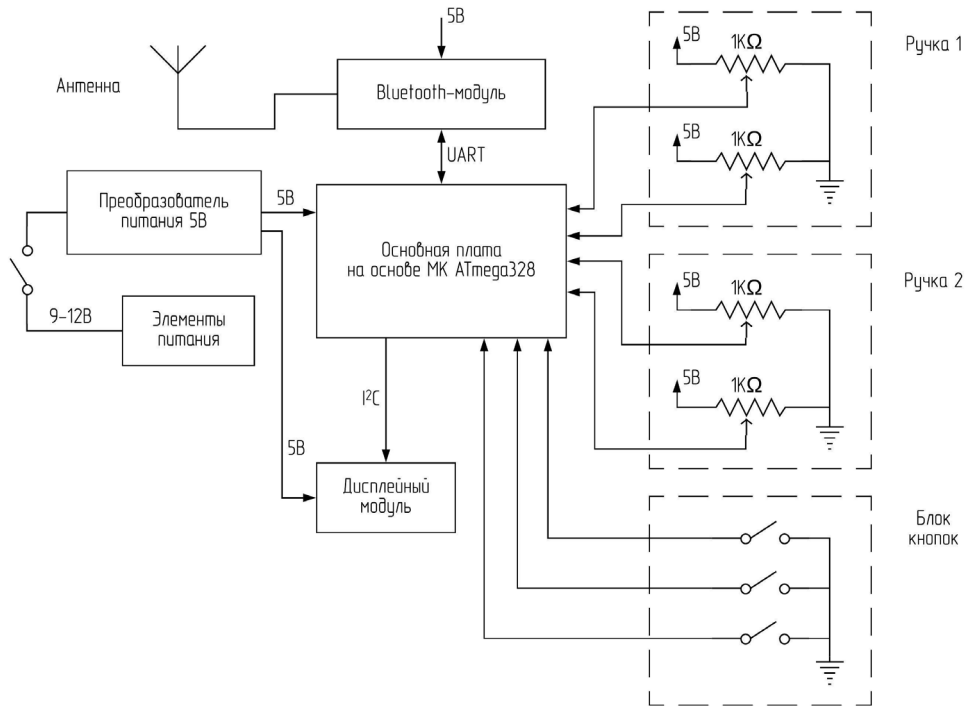 5В
Антенна
Bluetooth-модуль
UART
Преобразователь
питания 5В
5В
9-12В
Элементы
питания
Основная плата
на основе МК ATmega328
I²C
5В
Дисплейный
модуль
Ручка 1
5В
1КΩ
5В
1КΩ
Ручка 2
5В
1КΩ
5В
1КΩ
Блок
кнопок